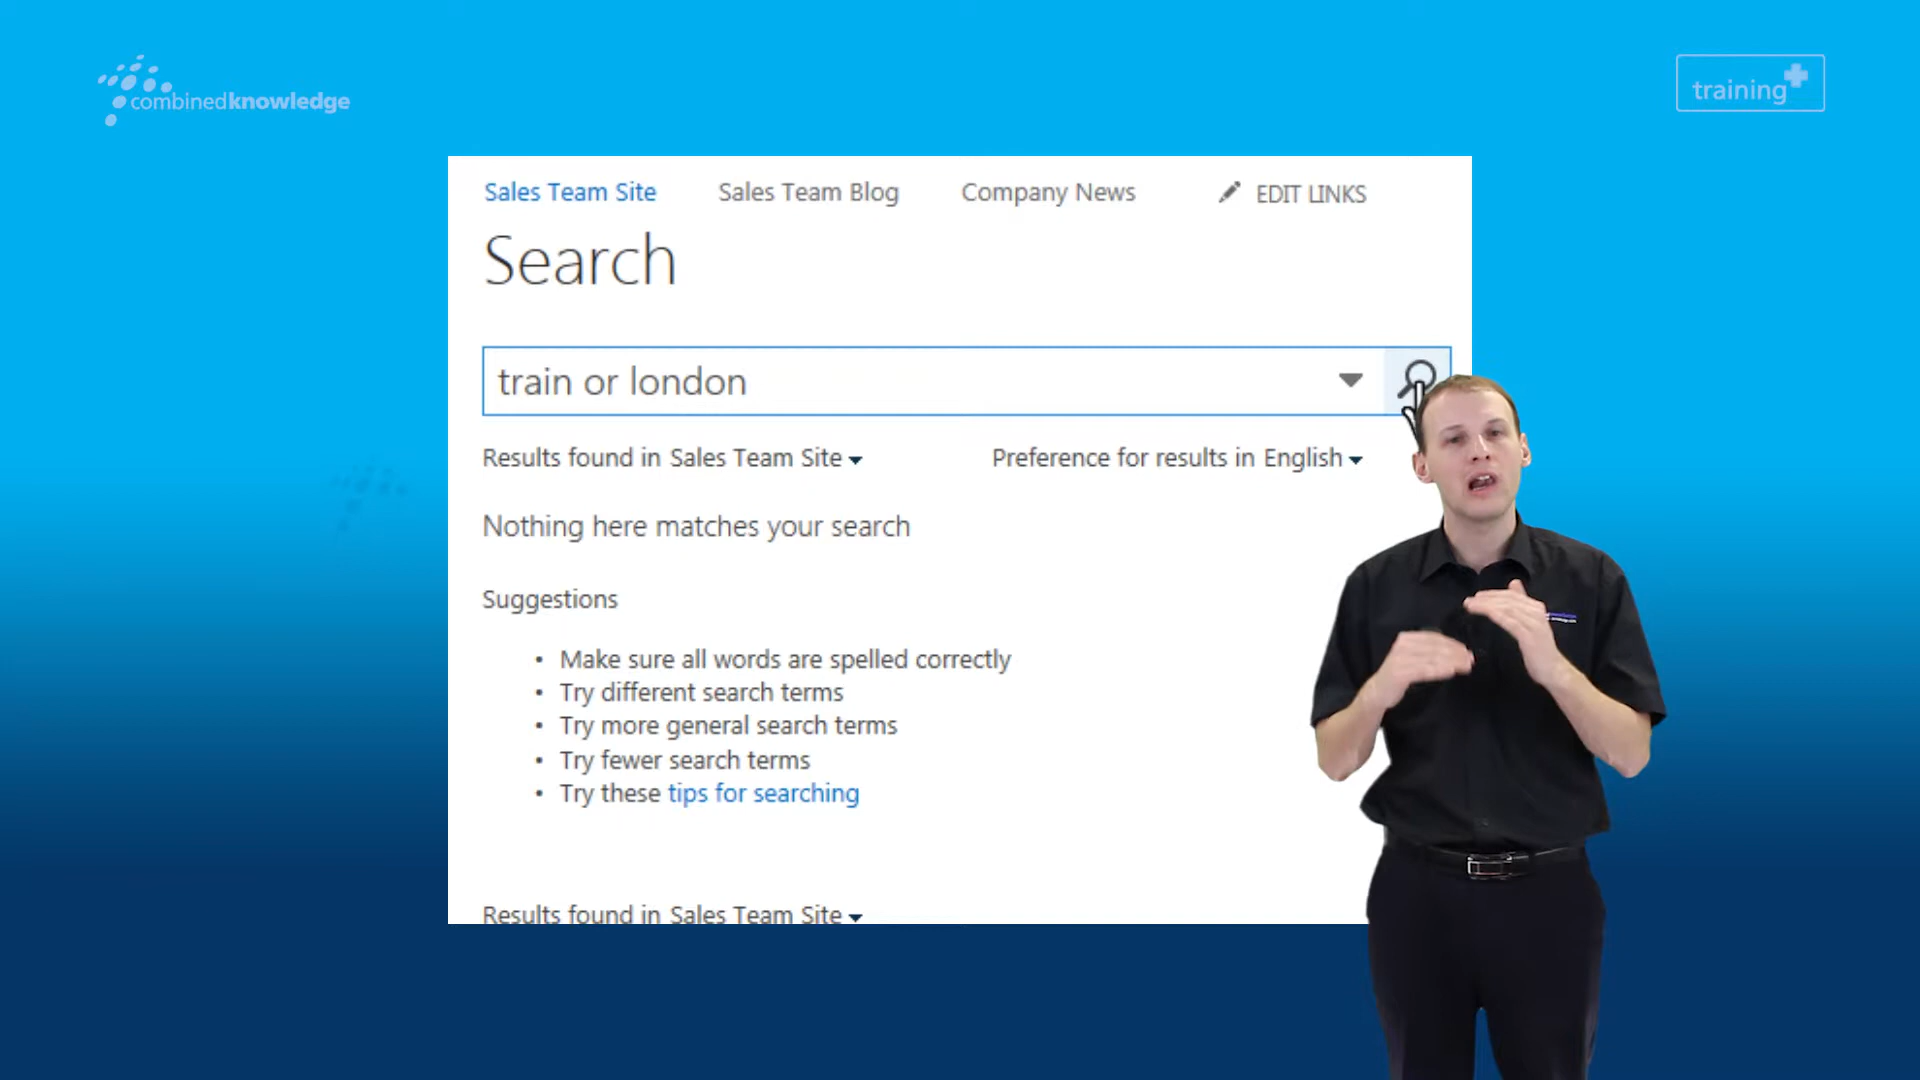 combinedknowledge
training
Sales Team Site
Sales Team Blog
Company News
EDIT LINKS
Search
train or london
Results found in Sales Team Site
Preference for results in English
Nothing here matches your search
Suggestions
• Make sure all words are spelled correctly
• Try different search terms
• Try more general search terms
• Try fewer search terms
• Try these tips for searching
Results found in Sales Team Site